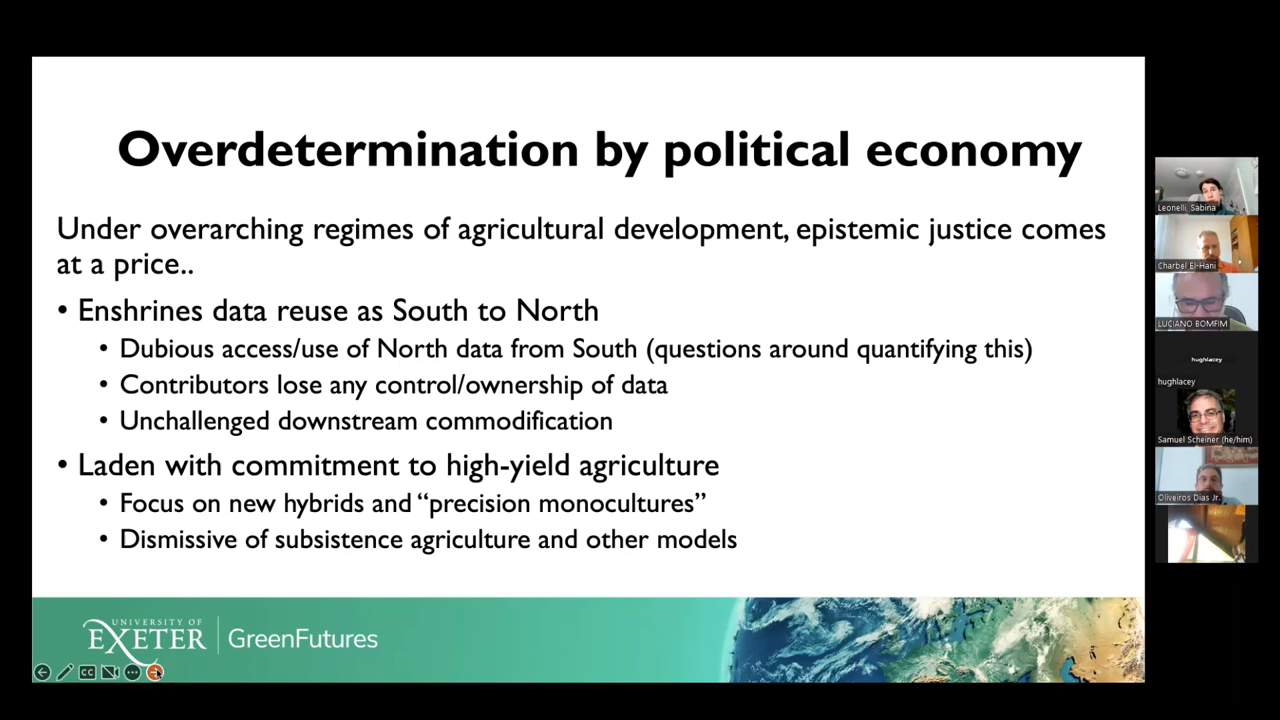 Overdetermination by political economy
Under overarching regimes of agricultural development, epistemic justice comes
at a price..
• Enshrines data reuse as South to North
• Dubious access/use of North data from South (questions around quantifying this)
• Contributors lose any control/ownership of data
• Unchallenged downstream commodification
• Laden with commitment to high-yield agriculture
• Focus on new hybrids and “precision monocultures”
• Dismissive of subsistence agriculture and other models
UNIVERSITY OF
EXETER
GreenFutures
CC
Leonelli, Sabina
Charbel El-Hani
LUCIANO BOMFIM
hughlacey
hughlacey
Samuel Scheiner (he/him)
Oliveiros Dias Jr.